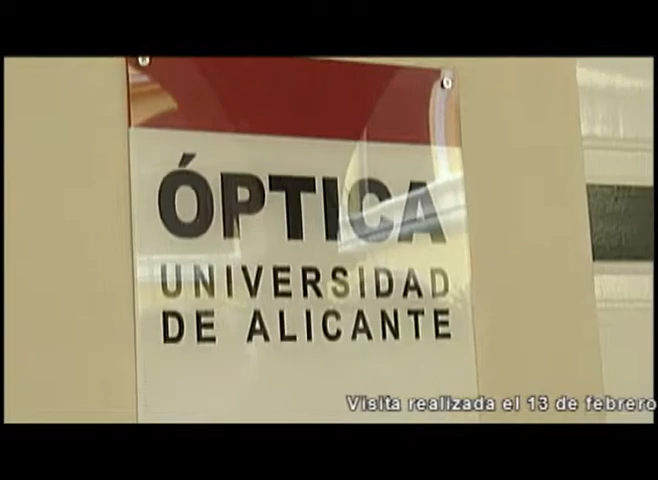 ÓPTICA
UNIVERSIDAD
DE ALICANTE
Visita realizada el 13 de febrero